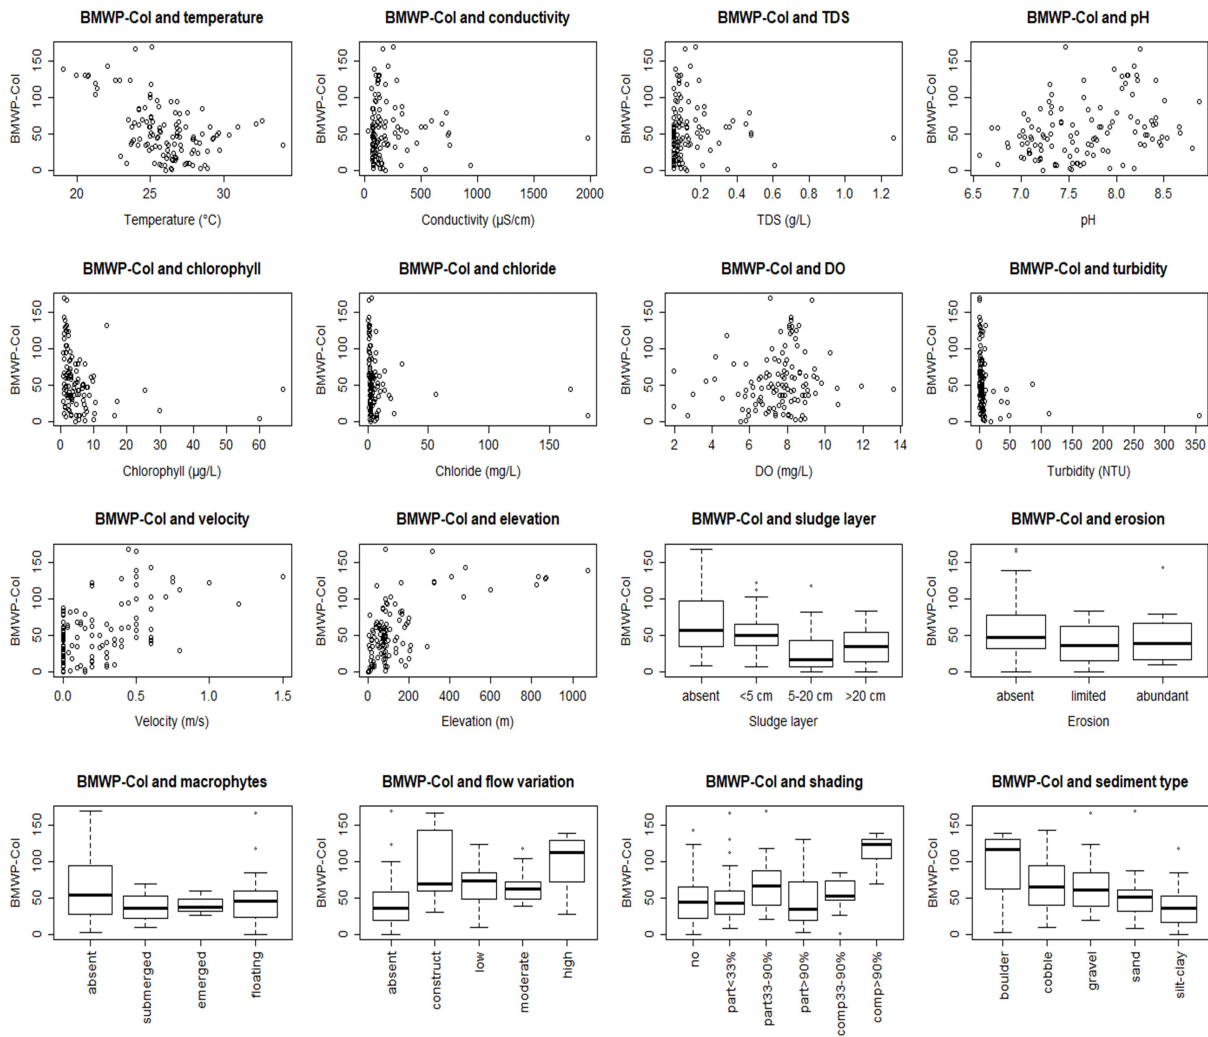 BMWP-Col and temperature
BMWP-Col
0 50 100 150
20 25 30
Temperature (°C)
BMWP-Col and conductivity
BMWP-Col
0 50 100 150
0 500 1000 1500 2000
Conductivity (µS/cm)
BMWP-Col and TDS
BMWP-Col
0 50 100 150
0.2 0.4 0.6 0.8 1.0 1.2
TDS (g/L)
BMWP-Col and pH
BMWP-Col
0 50 100 150
6.5 7.0 7.5 8.0 8.5
pH
BMWP-Col and chlorophyll
BMWP-Col
0 50 100 150
0 10 20 30 40 50 60
Chlorophyll (µg/L)
BMWP-Col and chloride
BMWP-Col
0 50 100 150
0 50 100 150
Chloride (mg/L)
BMWP-Col and DO
BMWP-Col
0 50 100 150
2 4 6 8 10 12 14
DO (mg/L)
BMWP-Col and turbidity
BMWP-Col
0 50 100 150
0 50 100 150 200 250 300 350
Turbidity (NTU)
BMWP-Col and velocity
BMWP-Col
0 50 100 150
0.0 0.5 1.0 1.5
Velocity (m/s)
BMWP-Col and elevation
BMWP-Col
0 50 100 150
0 200 400 600 800 1000
Elevation (m)
BMWP-Col and sludge layer
BMWP-Col
0 50 100 150
absent <5 cm 5-20 cm >20 cm
Sludge layer
BMWP-Col and erosion
BMWP-Col
0 50 100 150
absent limited abundant
Erosion
BMWP-Col and macrophytes
BMWP-Col
0 50 100 150
absent submerged emerged floating
BMWP-Col and flow variation
BMWP-Col
0 50 100 150
absent construct low moderate high
BMWP-Col and shading
BMWP-Col
0 50 100 150
no part<33% part33-90% part>90% comp33-90% comp>90%
BMWP-Col and sediment type
BMWP-Col
0 50 100 150
boulder cobble gravel sand silt-clay